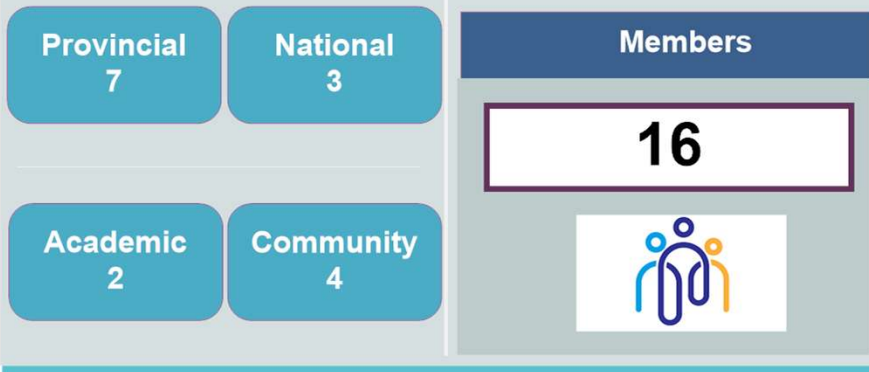 Provincial
7
National
3
Academic
2
Community
4
Members
16